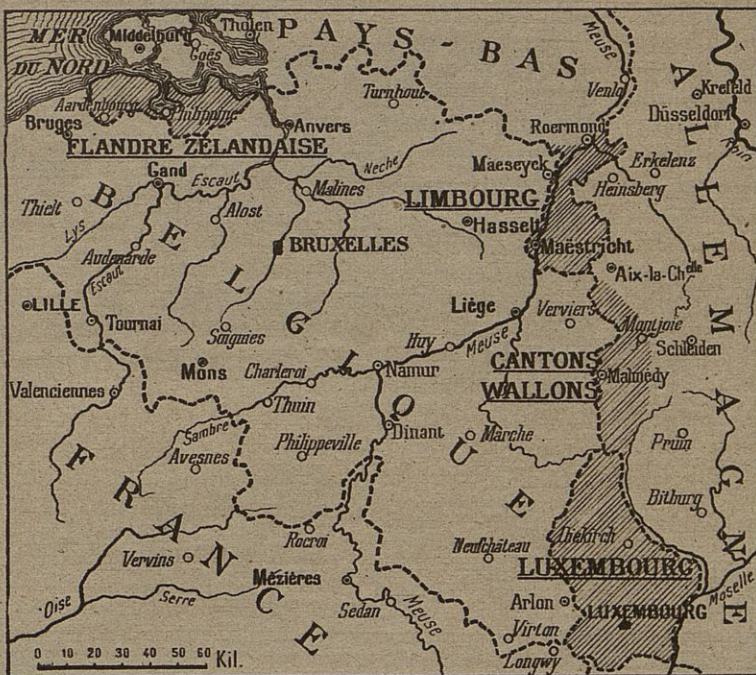 Tholen
MER
DU NORD
Middelburg
Goës
PAYS-BAS
Meuse
Venlo
Krefeld
Düsseldorf
Rhin
ALLEMAGNE
Aardenbourg
Philippine
Bruges
Turnhout
Anvers
Roermond
FLANDRE ZÉLANDAISE
Erkelenz
Heinsberg
Gand
Escaut
Nèthe
Maeseyck
Malines
LIMBOURG
Thielt
Lys
Alost
Hasselt
BELGIQUE
BRUXELLES
Maëstricht
Audenarde
Escaut
Aix-la-Chelle
LILLE
Tournai
Soignies
Liège
Verviers
Montjoie
Schleiden
Huy
Meuse
Mons
Charleroi
Namur
CANTONS
WALLONS
Malmédy
Valenciennes
Thuin
Sambre
Dinant
Marche
Philippeville
Prum
Avesnes
FRANCE
Bitburg
Rocroi
Neufchâteau
Diekirch
Vervins
LUXEMBOURG
Mézières
Oise
Serre
Sedan
Meuse
Arlon
LUXEMBOURG
Moselle
Virton
Longwy
0 10 20 30 40 50 60 Kil.